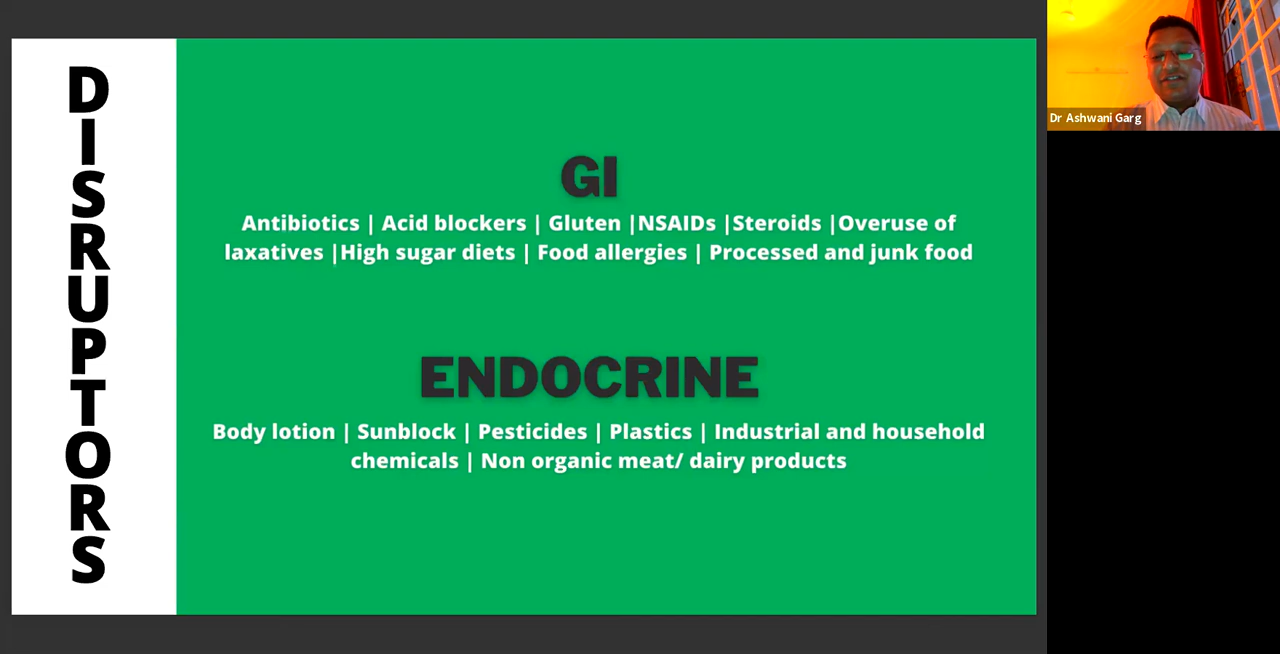 DISRUPTORS
GI
Antibiotics | Acid blockers | Gluten |NSAIDs |Steroids |Overuse of
laxatives |High sugar diets | Food allergies | Processed and junk food
ENDOCRINE
Body lotion | Sunblock | Pesticides | Plastics | Industrial and household
chemicals | Non organic meat/ dairy products
Dr Ashwani Garg